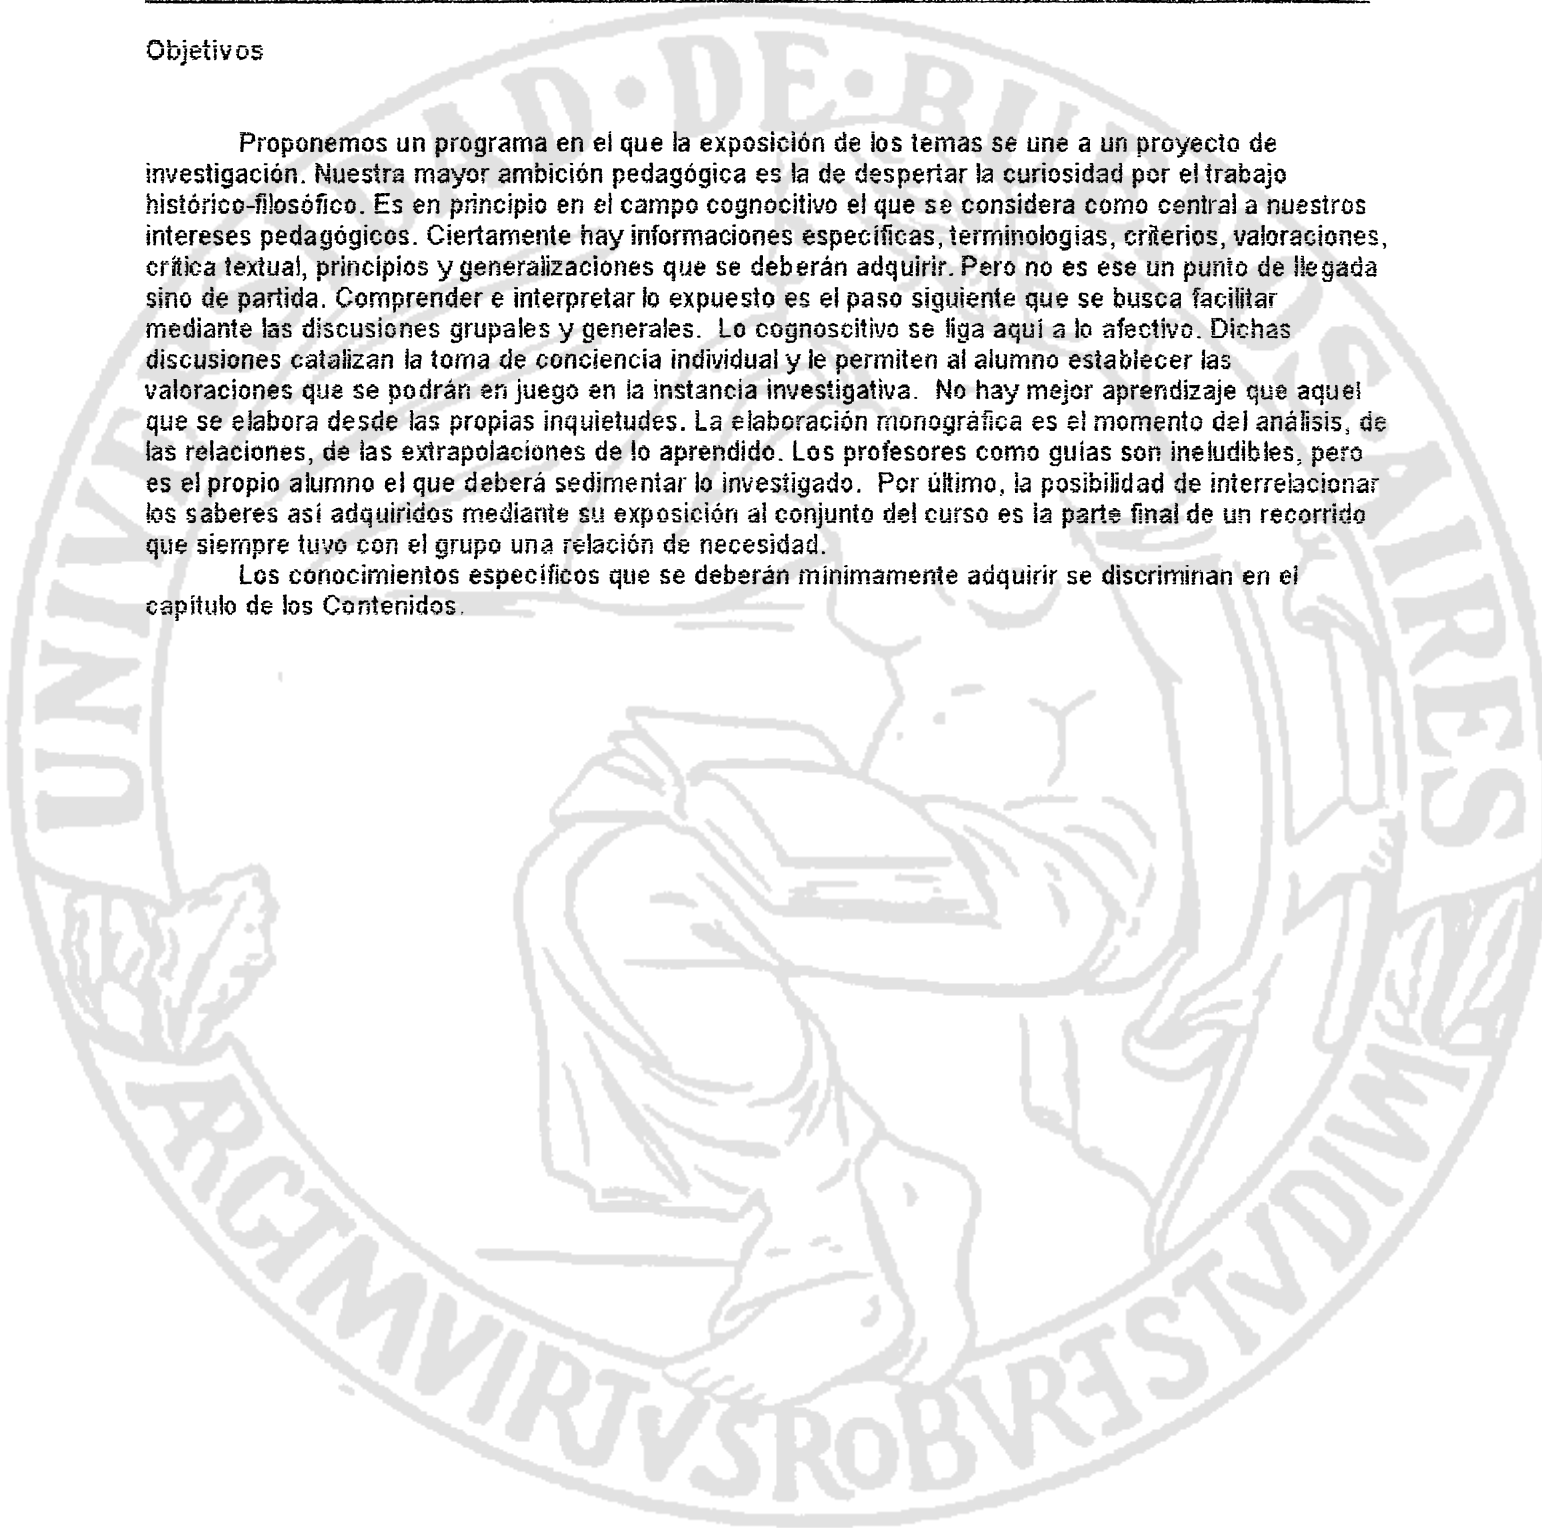 Objetivos
Proponemos un programa en el que la exposición de los temas se une a un proyecto de
investigación. Nuestra mayor ambición pedagógica es la de despertar la curiosidad por el trabajo
histórico-filosófico. Es en principio en el campo cognocitivo el que se considera como central a nuestros
intereses pedagógicos. Ciertamente hay informaciones específicas, terminologías, criterios, valoraciones,
crítica textual, principios y generalizaciones que se deberán adquirir. Pero no es ese un punto de llegada
sino de partida. Comprender e interpretar lo expuesto es el paso siguiente que se busca facilitar
mediante las discusiones grupales y generales. Lo cognoscitivo se liga aquí a lo afectivo. Dichas
discusiones catalizan la toma de conciencia individual y le permiten al alumno establecer las
valoraciones que se podrán en juego en la instancia investigativa. No hay mejor aprendizaje que aquel
que se elabora desde las propias inquietudes. La elaboración monográfica es el momento del análisis, de
las relaciones, de las extrapolaciones de lo aprendido. Los profesores como guías son ineludibles, pero
es el propio alumno el que deberá sedimentar lo investigado. Por último, la posibilidad de interrelacionar
los saberes así adquiridos mediante su exposición al conjunto del curso es la parte final de un recorrido
que siempre tuvo con el grupo una relación de necesidad.
Los conocimientos específicos que se deberán mínimamente adquirir se discriminan en el
capítulo de los Contenidos.
UNIVERSIDAD·DE·BUENOS·AIRES
ARGTMVIRTVSROBVRETSTVDIVM